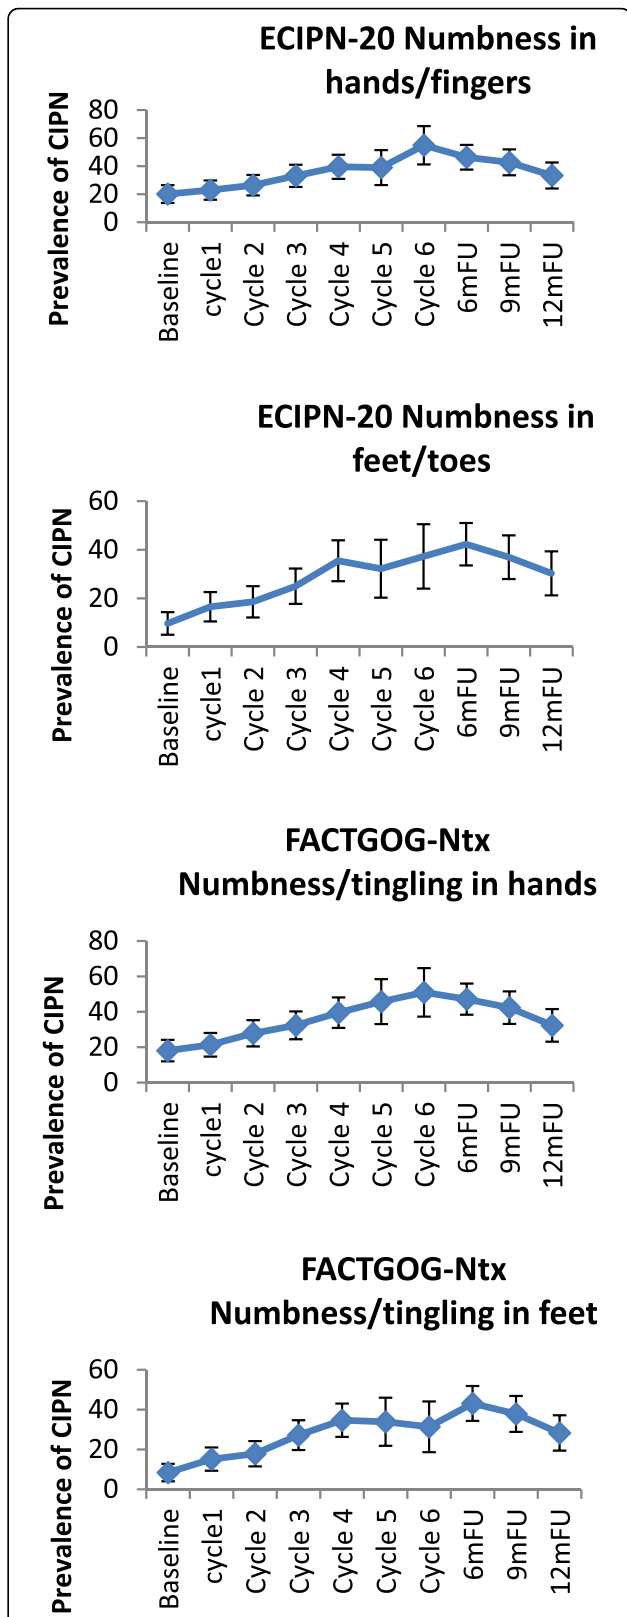 ECIPN-20 Numbness in
hands/fingers
Prevalence of CIPN
80
60
40
20
0
Baseline
cycle1
Cycle 2
Cycle 3
Cycle 4
Cycle 5
Cycle 6
6mFU
9mFU
12mFU
ECIPN-20 Numbness in
feet/toes
Prevalence of CIPN
60
40
20
0
Baseline
cycle1
Cycle 2
Cycle 3
Cycle 4
Cycle 5
Cycle 6
6mFU
9mFU
12mFU
FACTGOG-Ntx
Numbness/tingling in hands
Prevalence of CIPN
80
60
40
20
0
Baseline
cycle1
Cycle 2
Cycle 3
Cycle 4
Cycle 5
Cycle 6
6mFU
9mFU
12mFU
FACTGOG-Ntx
Numbness/tingling in feet
Prevalence of CIPN
60
40
20
0
Baseline
cycle1
Cycle 2
Cycle 3
Cycle 4
Cycle 5
Cycle 6
6mFU
9mFU
12mFU